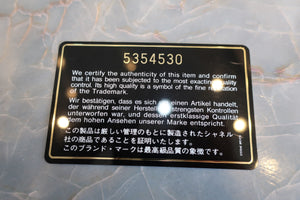 5354530
We certify the authenticity of this item and confirm
that it has been subjected to the most exacting quality
control. Its high quality is a symbol of the fine reputation
of the Trademark.
Wir bestätigen, dass es sich einen Artikel handelt,
der während seiner Herstellung strengsten Kontrollen
unterworfen war, und dessen erstklassige Qualität
dem hohen Ansehen unserer Marke entspricht.
この製品は厳しい管理のもとに製造されたシャネル
社の商品であることを証明いたします。
このブランド・マークは最高級品質の象徴です。